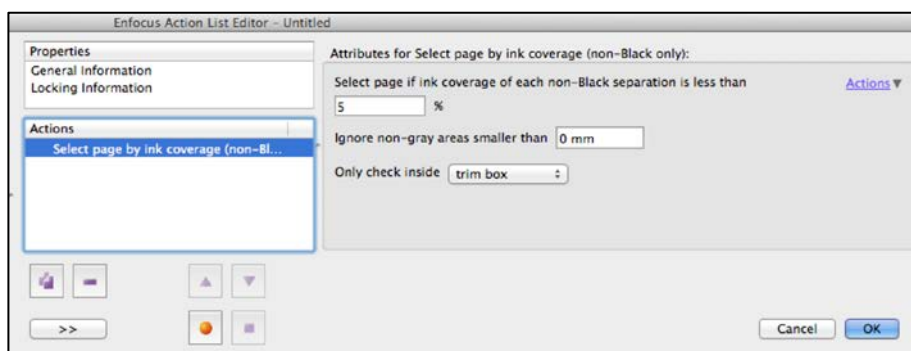 Enfocus Action List Editor - Untitled
Properties
General Information
Locking Information
Actions
Select page by ink coverage (non-Bl...
>>
Attributes for Select page by ink coverage (non-Black only):
Select page if ink coverage of each non-Black separation is less than
Actions ▼
5 %
Ignore non-gray areas smaller than 0 mm
Only check inside trim box
Cancel OK